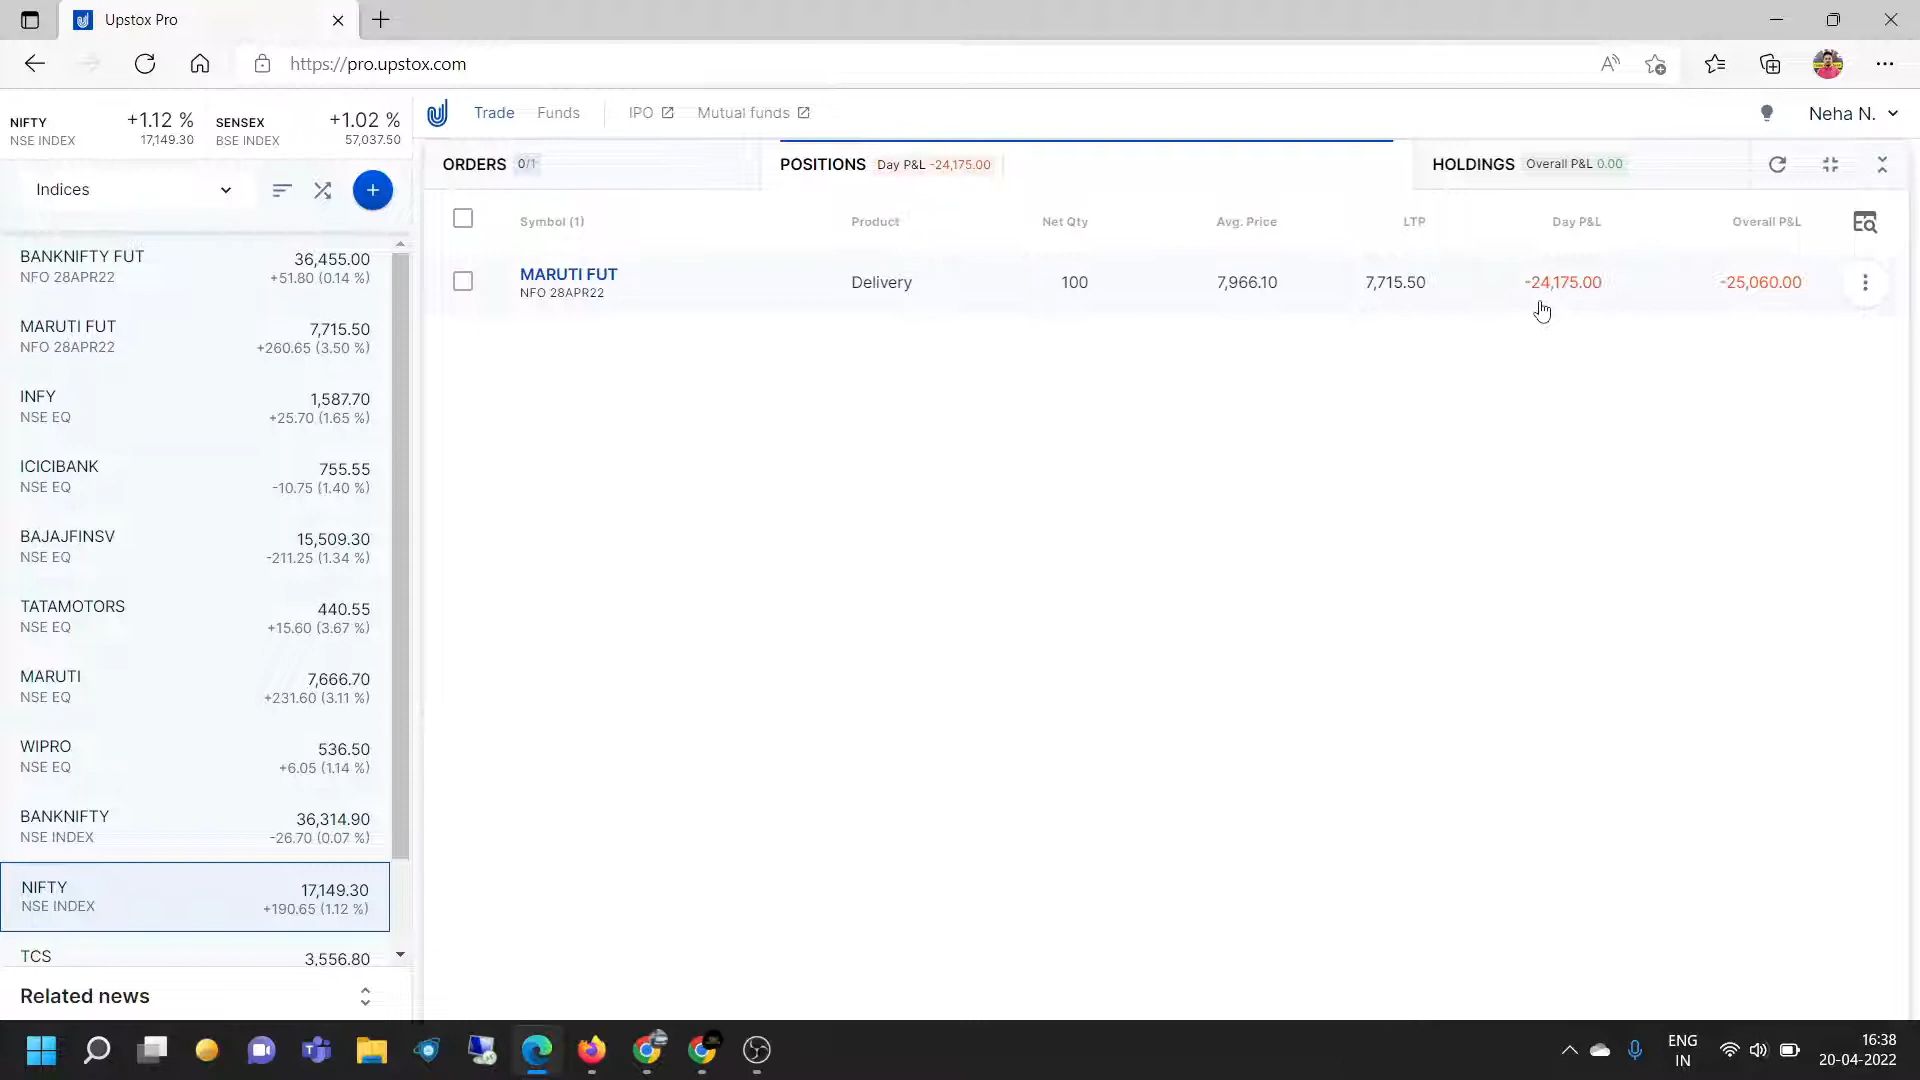 Upstox Pro
https://pro.upstox.com
NIFTY +1.12 % SENSEX +1.02 %
NSE INDEX 17,149.30 BSE INDEX 57,037.50
Trade Funds IPO Mutual funds Neha N.
ORDERS 0/1 POSITIONS Day P&L -24,175.00 HOLDINGS Overall P&L 0.00
Indices
Symbol (1) Product Net Qty Avg. Price LTP Day P&L Overall P&L
MARUTI FUT Delivery 100 7,966.10 7,715.50 -24,175.00 -25,060.00
NFO 28APR22
BANKNIFTY FUT 36,455.00
NFO 28APR22 +51.80 (0.14 %)
MARUTI FUT 7,715.50
NFO 28APR22 +260.65 (3.50 %)
INFY 1,587.70
NSE EQ +25.70 (1.65 %)
ICICIBANK 755.55
NSE EQ -10.75 (1.40 %)
BAJAJFINSV 15,509.30
NSE EQ -211.25 (1.34 %)
TATAMOTORS 440.55
NSE EQ +15.60 (3.67 %)
MARUTI 7,666.70
NSE EQ +231.60 (3.11 %)
WIPRO 536.50
NSE EQ +6.05 (1.14 %)
BANKNIFTY 36,314.90
NSE INDEX -26.70 (0.07 %)
NIFTY 17,149.30
NSE INDEX +190.65 (1.12 %)
TCS 3,556.80
Related news
ENG 16:38
IN 20-04-2022